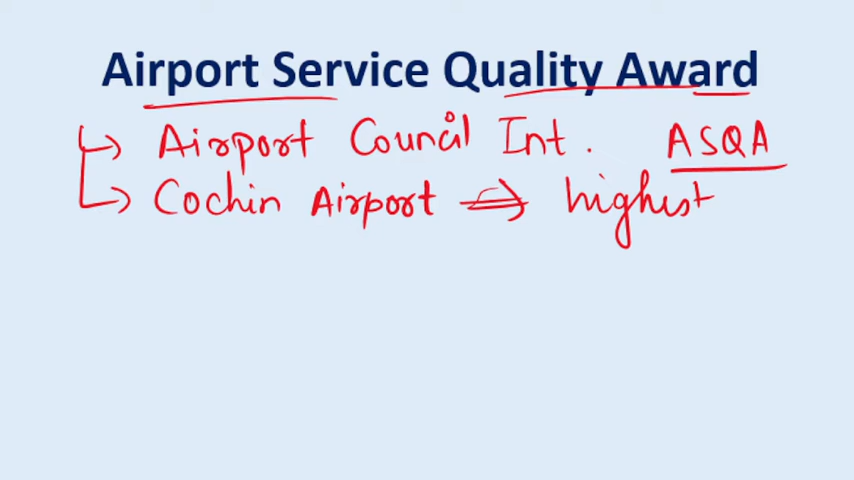 Airport Service Quality Award
Airport Council Int. ASQA
Cochin Airport ⇒ highest